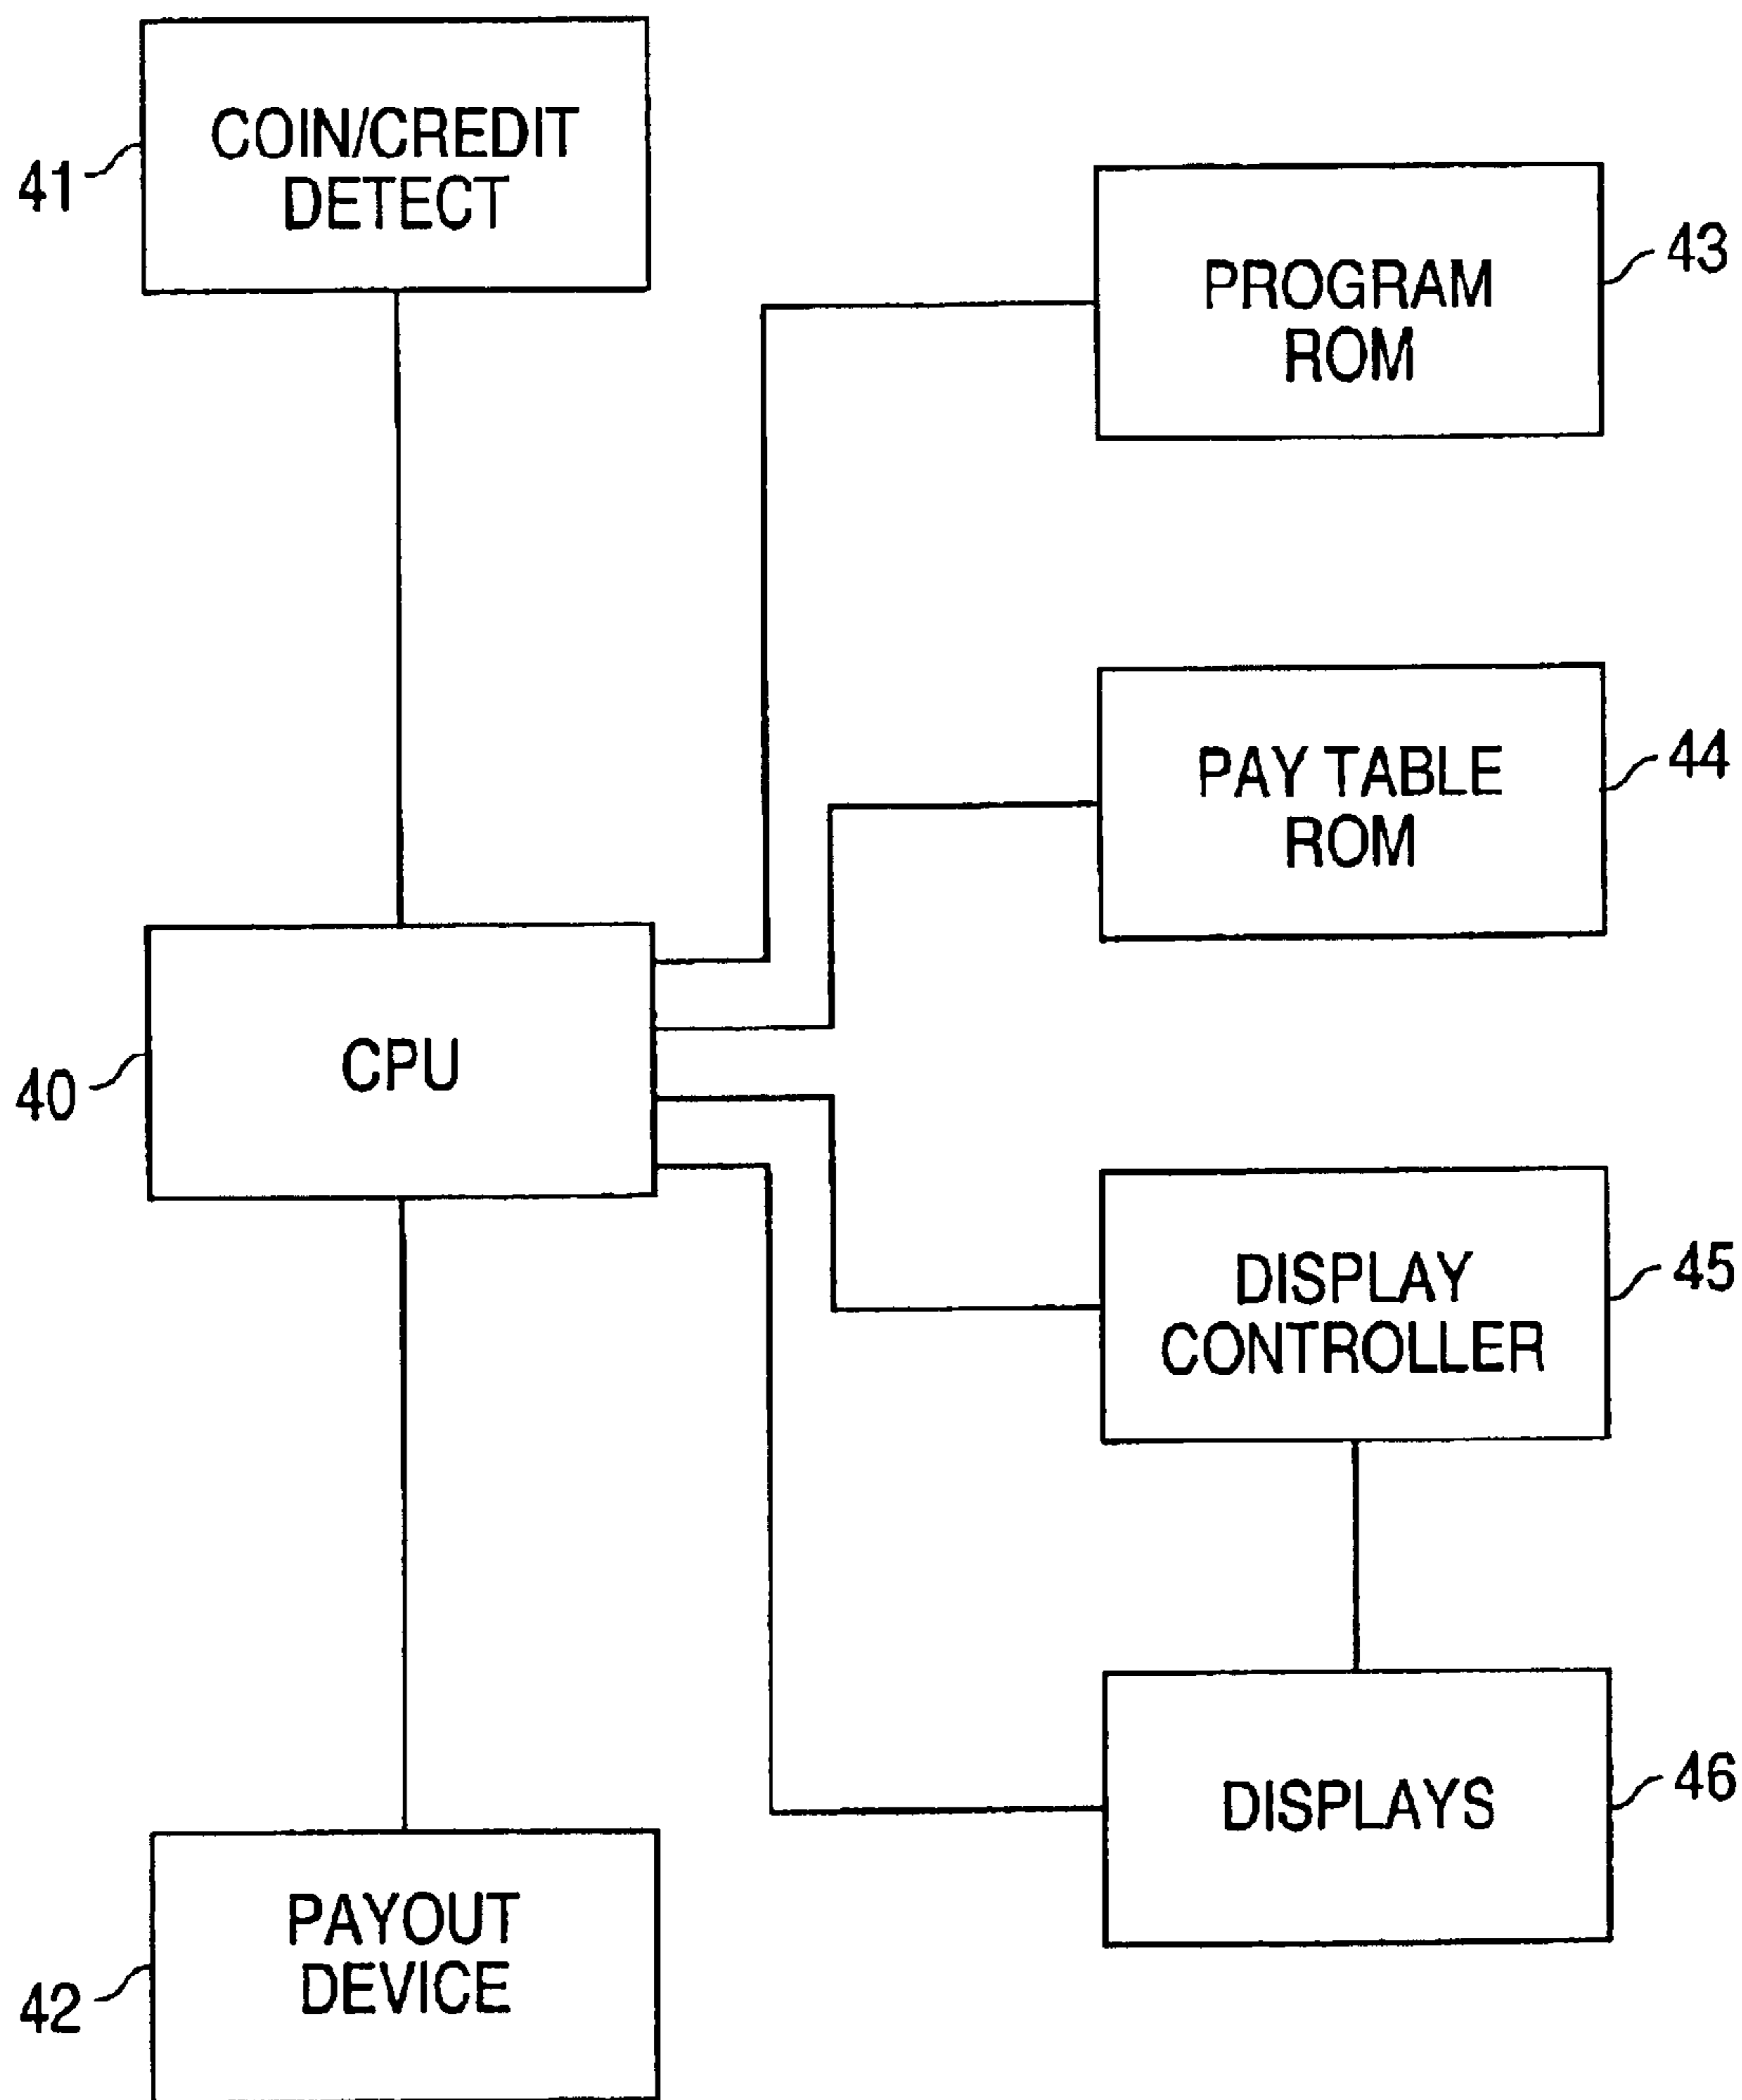 COIN/CREDIT
DETECT
41
PROGRAM
ROM
43
PAY TABLE
ROM
44
CPU
40
DISPLAY
CONTROLLER
45
DISPLAYS
46
PAYOUT
DEVICE
42